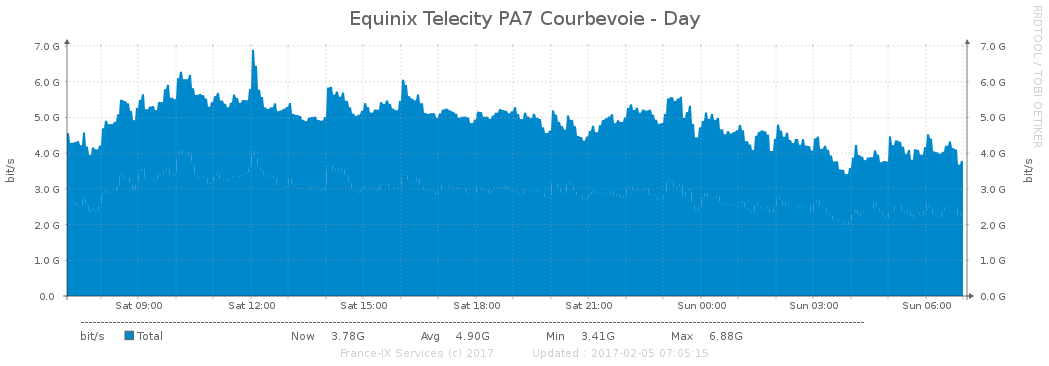 Equinix Telecity PA7 Courbevoie - Day
RRDTOOL / TOBI OETIKER
7.0 G 7.0 G
6.0 G 6.0 G
5.0 G 5.0 G
4.0 G 4.0 G
3.0 G 3.0 G
2.0 G 2.0 G
1.0 G 1.0 G
0.0 0.0 G
bit/s
bit/s
Sat 09:00 Sat 12:00 Sat 15:00 Sat 18:00 Sat 21:00 Sun 00:00 Sun 03:00 Sun 06:00
bit/s Total Now 3.78G Avg 4.90G Min 3.41G Max 6.88G
France-IX Services (c) 2017 Updated : 2017-02-05 07:05:15